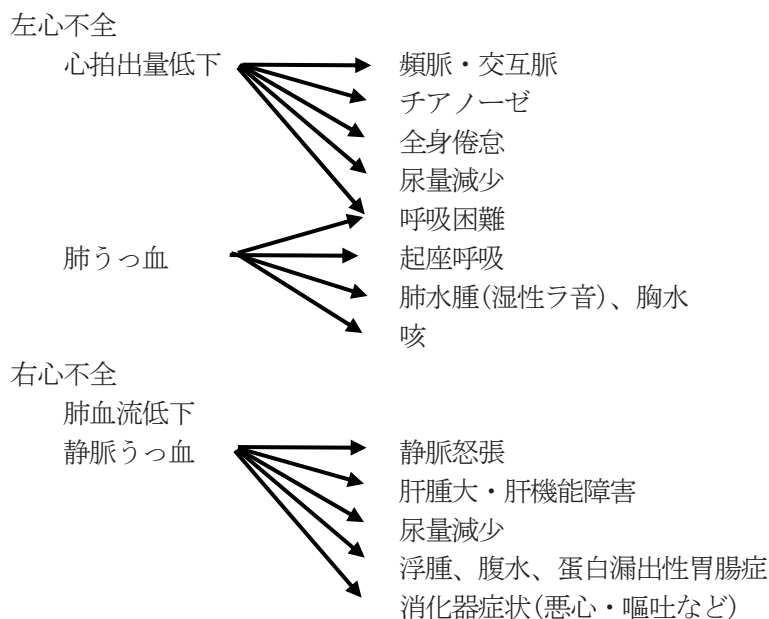 左心不全
心拍出量低下 頻脈・交互脈
チアノーゼ
全身倦怠
尿量減少
呼吸困難
肺うっ血 起座呼吸
肺水腫(湿性ラ音)、胸水
咳
右心不全
肺血流低下
静脈うっ血 静脈怒張
肝腫大・肝機能障害
尿量減少
浮腫、腹水、蛋白漏出性胃腸症
消化器症状(悪心・嘔吐など)